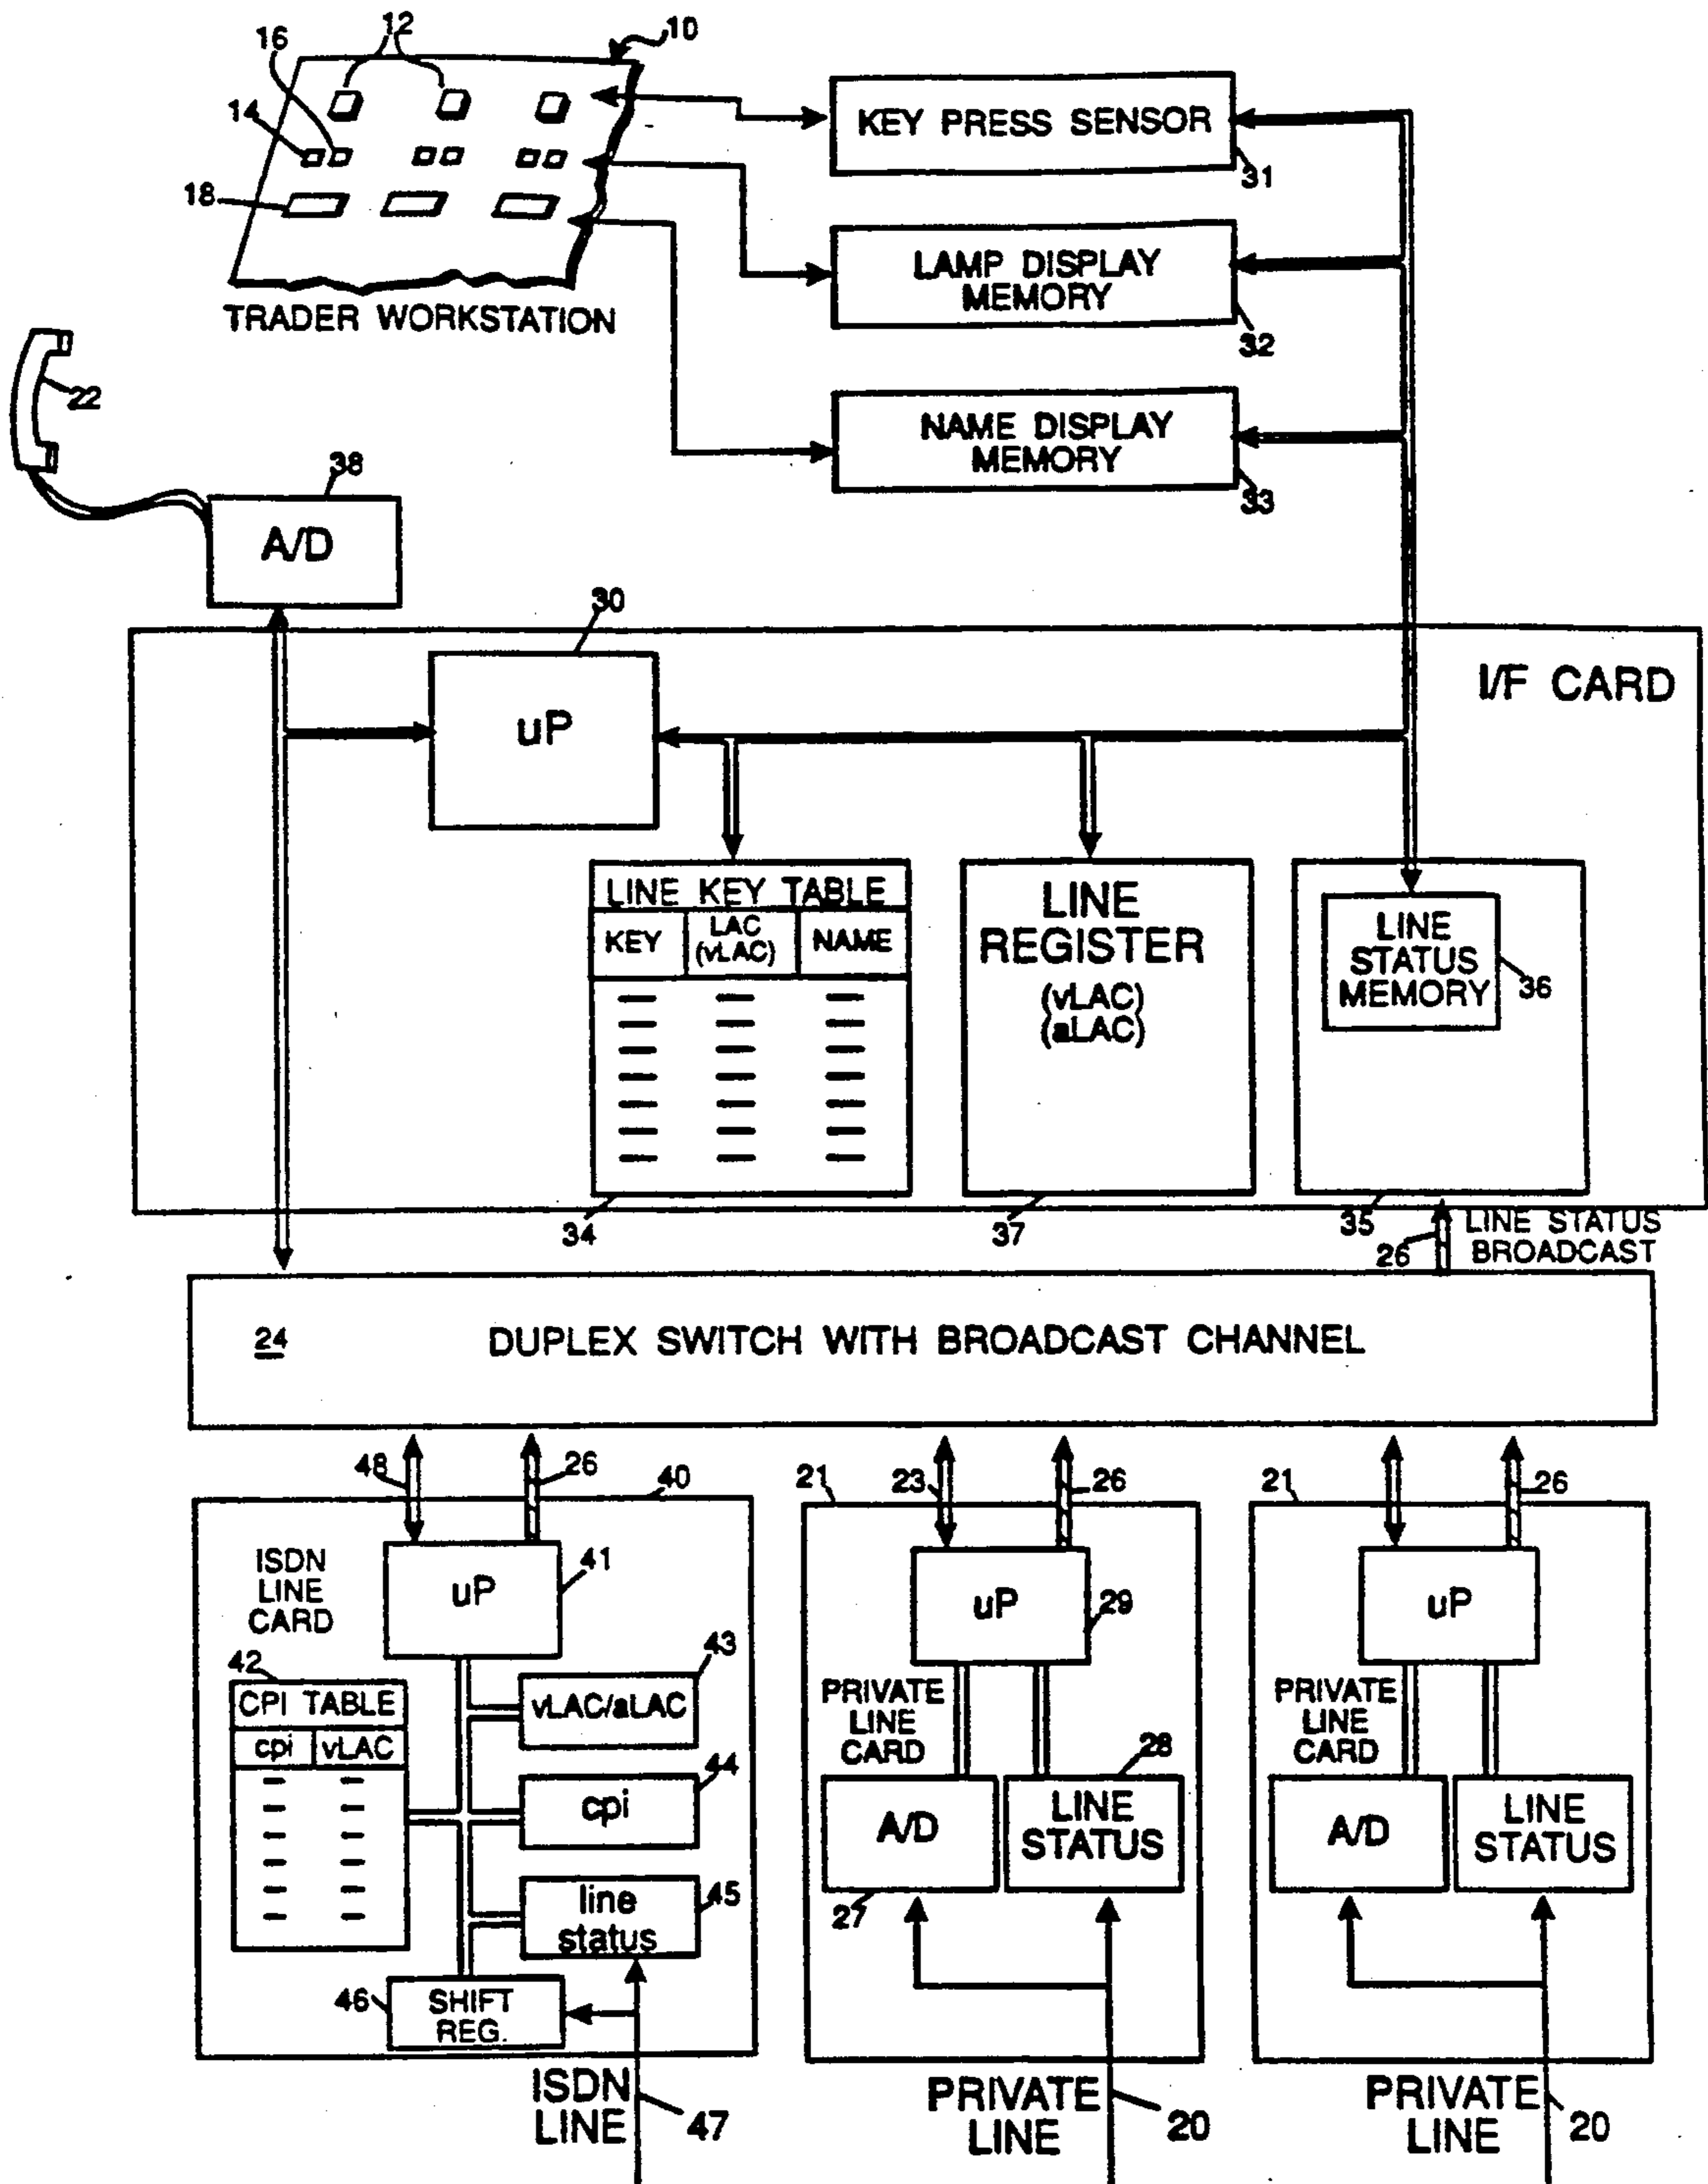 12
10
16
14
18
KEY PRESS SENSOR
31
LAMP DISPLAY
MEMORY
32
TRADER WORKSTATION
NAME DISPLAY
MEMORY
33
22
38
A/D
30
I/F CARD
uP
LINE KEY TABLE
KEY
LAC
(vLAC)
NAME
LINE
REGISTER
(vLAC)
(aLAC)
LINE
STATUS
MEMORY
36
34
37
35
26
LINE STATUS
BROADCAST
24
DUPLEX SWITCH WITH BROADCAST CHANNEL
48
26
40
21
23
26
21
26
ISDN
LINE
CARD
uP
41
uP
29
uP
42
43
CPI TABLE
cpi
vLAC
vLAC/aLAC
44
cpi
line
status
45
46
SHIFT
REG.
PRIVATE
LINE
CARD
28
A/D
27
LINE
STATUS
PRIVATE
LINE
CARD
A/D
LINE
STATUS
ISDN
LINE
47
PRIVATE
LINE
20
PRIVATE
LINE
20